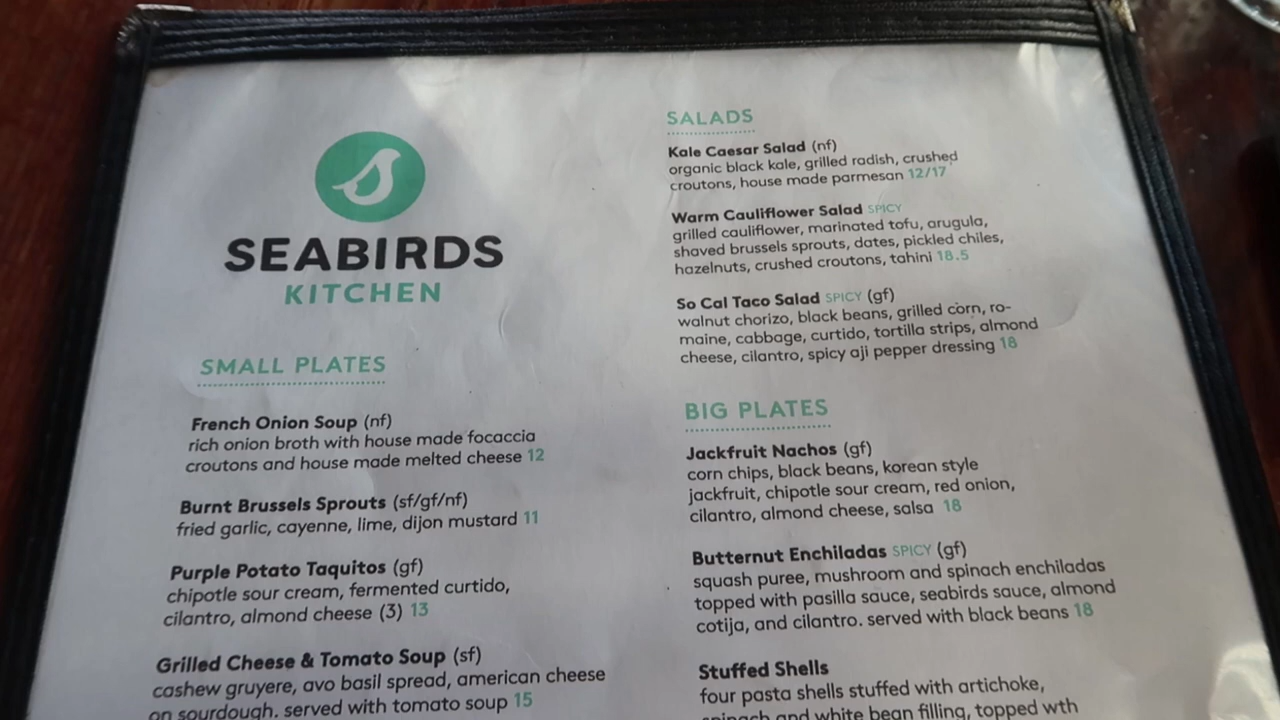 SEABIRDS
KITCHEN
SMALL PLATES
French Onion Soup (nf)
rich onion broth with house made focaccia
croutons and house made melted cheese 12
Burnt Brussels Sprouts (sf/gf/nf)
fried garlic, cayenne, lime, dijon mustard 11
Purple Potato Taquitos (gf)
chipotle sour cream, fermented curtido,
cilantro, almond cheese (3) 13
Grilled Cheese & Tomato Soup (sf)
cashew gruyere, avo basil spread, american cheese
on sourdough. served with tomato soup 15
SALADS
Kale Caesar Salad (nf)
organic black kale, grilled radish, crushed
croutons, house made parmesan 12/17
Warm Cauliflower Salad SPICY
grilled cauliflower, marinated tofu, arugula,
shaved brussels sprouts, dates, pickled chiles,
hazelnuts, crushed croutons, tahini 18.5
So Cal Taco Salad SPICY (gf)
walnut chorizo, black beans, grilled corn, ro-
maine, cabbage, curtido, tortilla strips, almond
cheese, cilantro, spicy aji pepper dressing 18
BIG PLATES
Jackfruit Nachos (gf)
corn chips, black beans, korean style
jackfruit, chipotle sour cream, red onion,
cilantro, almond cheese, salsa 18
Butternut Enchiladas SPICY (gf)
squash puree, mushroom and spinach enchiladas
topped with pasilla sauce, seabirds sauce, almond
cotija, and cilantro. served with black beans 18
Stuffed Shells
four pasta shells stuffed with artichoke,
spinach and white bean filling, topped wth